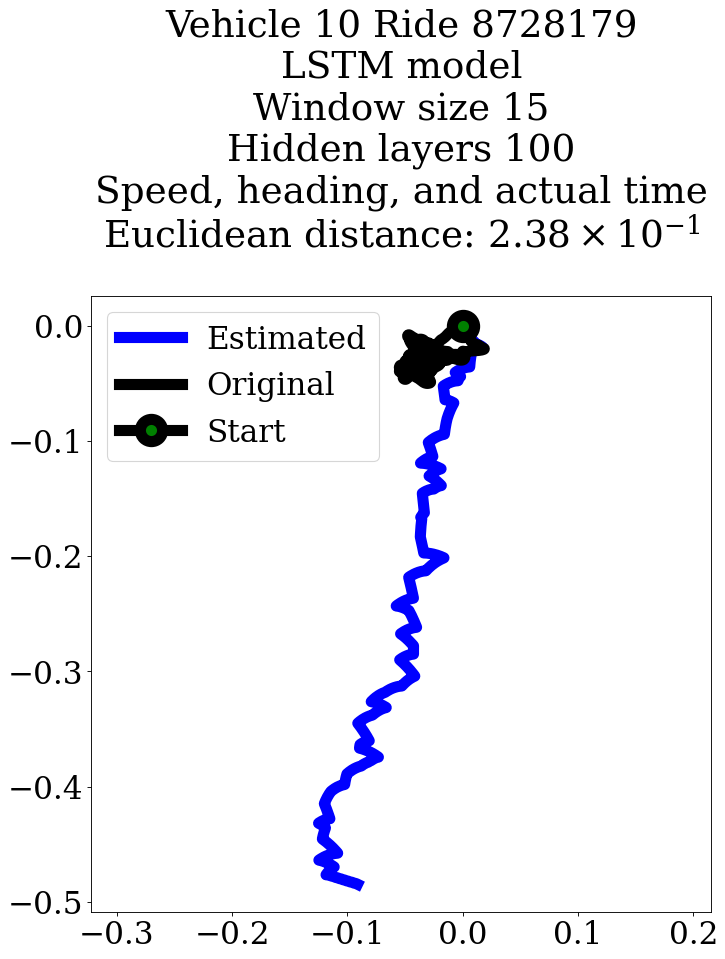 Vehicle 10 Ride 8728179
LSTM model
Window size 15
Hidden layers 100
Speed, heading, and actual time
Euclidean distance: 2.38 × 10⁻¹
Estimated
Original
Start
0.0
−0.1
−0.2
−0.3
−0.4
−0.5
−0.3
−0.2
−0.1
0.0
0.1
0.2